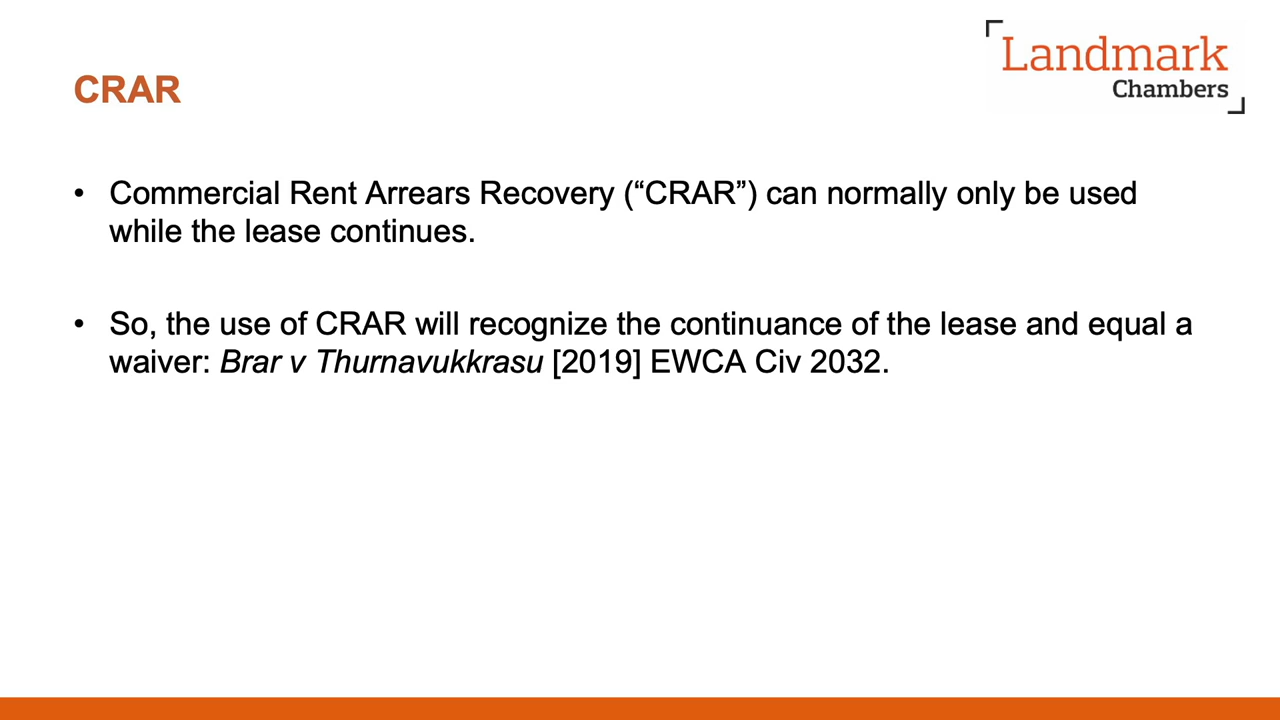 Landmark
Chambers
CRAR
• Commercial Rent Arrears Recovery (“CRAR”) can normally only be used
while the lease continues.
• So, the use of CRAR will recognize the continuance of the lease and equal a
waiver: Brar v Thurnavukkrasu [2019] EWCA Civ 2032.